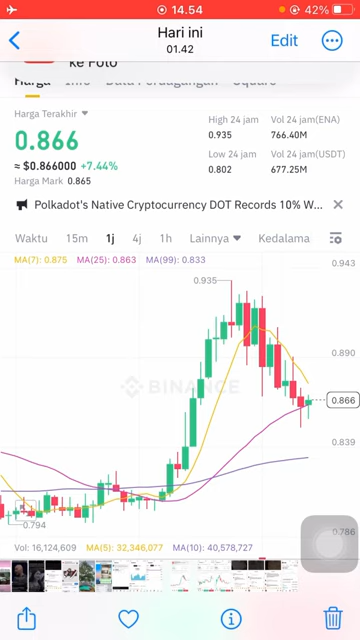 14.54
42%
Hari ini
01.42
Edit
ke Foto
Harga Info Data Perdagangan Square
Harga Terakhir
0.866
≈ $0.866000 +7.44%
Harga Mark 0.865
High 24 jam
0.935
Vol 24 jam(ENA)
766.40M
Low 24 jam
0.802
Vol 24 jam(USDT)
677.25M
Polkadot's Native Cryptocurrency DOT Records 10% W...
Waktu 15m 1j 4j 1h Lainnya Kedalama
MA(7): 0.875 MA(25): 0.863 MA(99): 0.833
0.943
0.935
0.890
BINANCE
0.866
0.839
0.794
0.786
Vol: 16,124,609 MA(5): 32,346,077 MA(10): 40,578,727